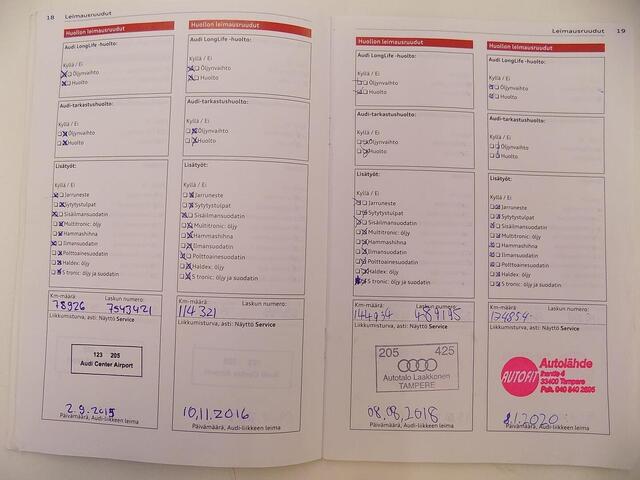 18 Leimausruudut
Huollon leimausruudut
Audi LongLife -huolto:
Kyllä / Ei
Öljynvaihto
Huolto
Audi-tarkastushuolto:
Kyllä / Ei
Öljynvaihto
Huolto
Lisätyöt:
Kyllä / Ei
Jarruneste
Sytytystulpat
Sisäilmansuodatin
Multitronic: öljy
Hammashihna
Ilmansuodatin
Polttoainesuodatin
Haldex: öljy
S tronic: öljy ja suodatin
Km-määrä: Laskun numero:
78926 7543421
Liikkumisturva, asti: Näyttö Service
123 205
Audi Center Airport
2.9.2015
Päivämäärä, Audi-liikkeen leima
Huollon leimausruudut
Audi LongLife -huolto:
Kyllä / Ei
Öljynvaihto
Huolto
Audi-tarkastushuolto:
Kyllä / Ei
Öljynvaihto
Huolto
Lisätyöt:
Kyllä / Ei
Jarruneste
Sytytystulpat
Sisäilmansuodatin
Multitronic: öljy
Hammashihna
Ilmansuodatin
Polttoainesuodatin
Haldex: öljy
S tronic: öljy ja suodatin
Km-määrä: Laskun numero:
114321
Liikkumisturva, asti: Näyttö Service
10.11.2016
Päivämäärä, Audi-liikkeen leima
Leimausruudut 19
Huollon leimausruudut
Audi LongLife -huolto:
Kyllä / Ei
Öljynvaihto
Huolto
Audi-tarkastushuolto:
Kyllä / Ei
Öljynvaihto
Huolto
Lisätyöt:
Kyllä / Ei
Jarruneste
Sytytystulpat
Sisäilmansuodatin
Multitronic: öljy
Hammashihna
Ilmansuodatin
Polttoainesuodatin
Haldex: öljy
S tronic: öljy ja suodatin
Km-määrä: Laskun numero:
144934 489195
Liikkumisturva, asti: Näyttö Service
205 425
Autotalo Laakkonen
TAMPERE
08.08.2018
Päivämäärä, Audi-liikkeen leima
Huollon leimausruudut
Audi LongLife -huolto:
Kyllä / Ei
Öljynvaihto
Huolto
Audi-tarkastushuolto:
Kyllä / Ei
Öljynvaihto
Huolto
Lisätyöt:
Kyllä / Ei
Jarruneste
Sytytystulpat
Sisäilmansuodatin
Multitronic: öljy
Hammashihna
Ilmansuodatin
Polttoainesuodatin
Haldex: öljy
S tronic: öljy ja suodatin
Km-määrä: Laskun numero:
174854
Liikkumisturva, asti: Näyttö Service
AUTOFIT
Autolähde
33400 Tampere
Puh. 040 840 2695
8.1.2020
Päivämäärä, Audi-liikkeen leima